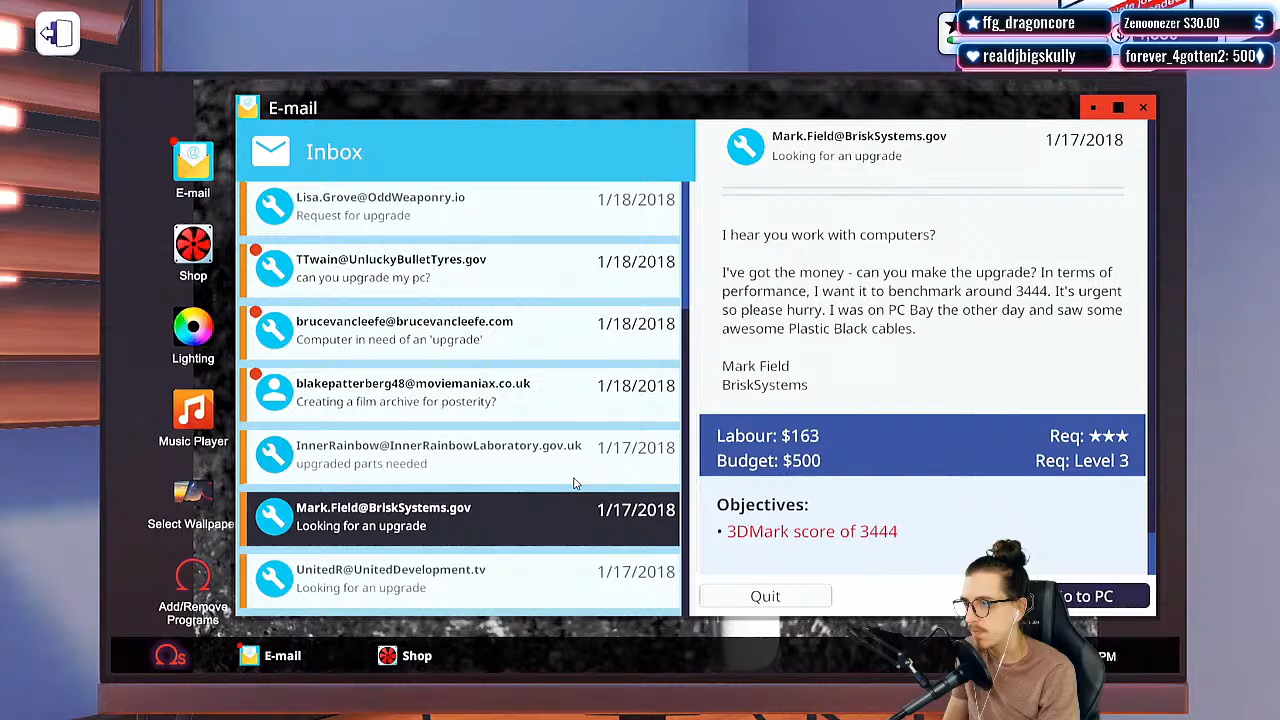 ffg_dragoncore
Zenoonezer $30.00
$
realdjbigskully
forever_4gotten2: 500
E-mail
Inbox
Lisa.Grove@OddWeaponry.io
Request for upgrade
1/18/2018
TTwain@UnluckyBulletTyres.gov
can you upgrade my pc?
1/18/2018
brucevancleefe@brucevancleefe.com
Computer in need of an 'upgrade'
1/18/2018
blakepatterberg48@moviemaniax.co.uk
Creating a film archive for posterity?
1/18/2018
InnerRainbow@InnerRainbowLaboratory.gov.uk
upgraded parts needed
1/17/2018
Mark.Field@BriskSystems.gov
Looking for an upgrade
1/17/2018
UnitedR@UnitedDevelopment.tv
Looking for an upgrade
1/17/2018
Mark.Field@BriskSystems.gov
Looking for an upgrade
1/17/2018
I hear you work with computers?
I've got the money - can you make the upgrade? In terms of
performance, I want it to benchmark around 3444. It's urgent
so please hurry. I was on PC Bay the other day and saw some
awesome Plastic Black cables.
Mark Field
BriskSystems
Labour: $163
Req: ★★★
Budget: $500
Req: Level 3
Objectives:
• 3DMark score of 3444
Quit
to PC
E-mail
Shop
Lighting
Music Player
Select Wallpape
Add/Remove
Programs
Ωs
E-mail
Shop
PM